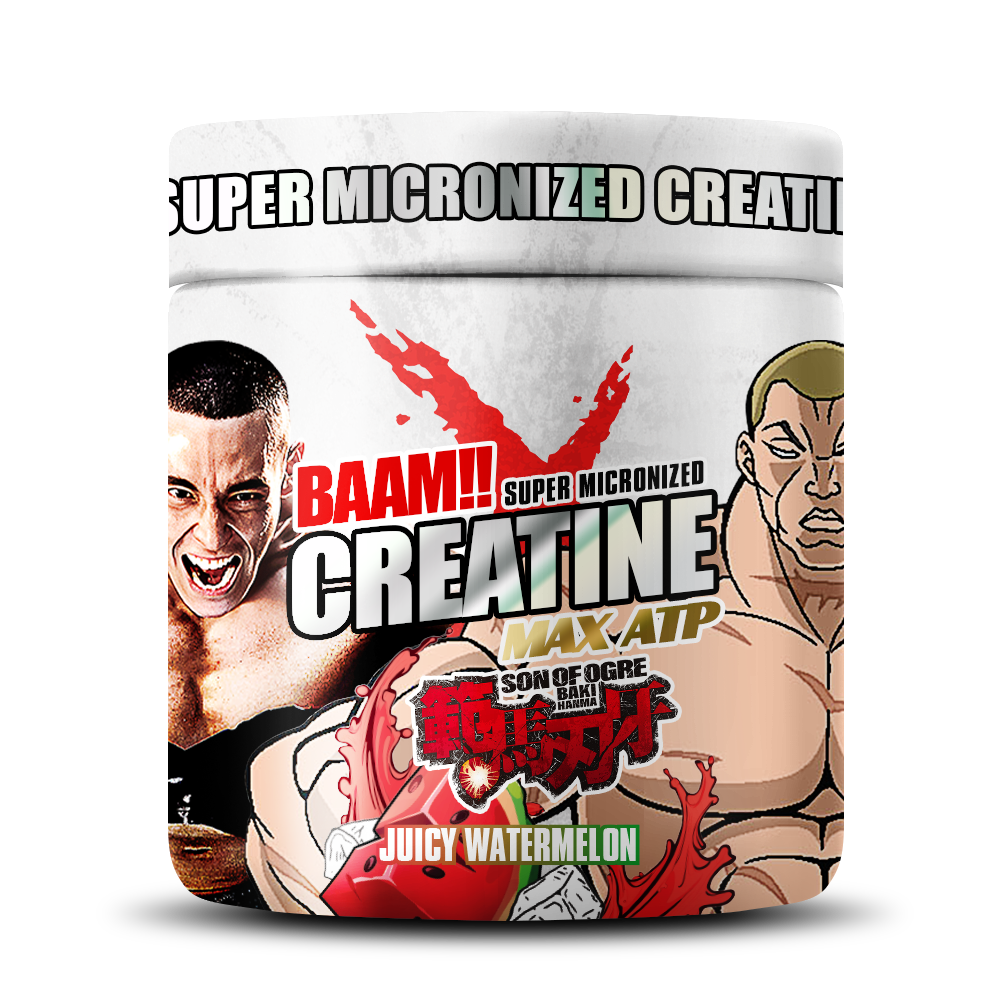 SUPER MICRONIZED CREATI
BAAM!!
SUPER MICRONIZED
CREATINE
MAX ATP
SON OF OGRE
BAKI
HANMA
範馬刃牙
JUICY WATERMELON